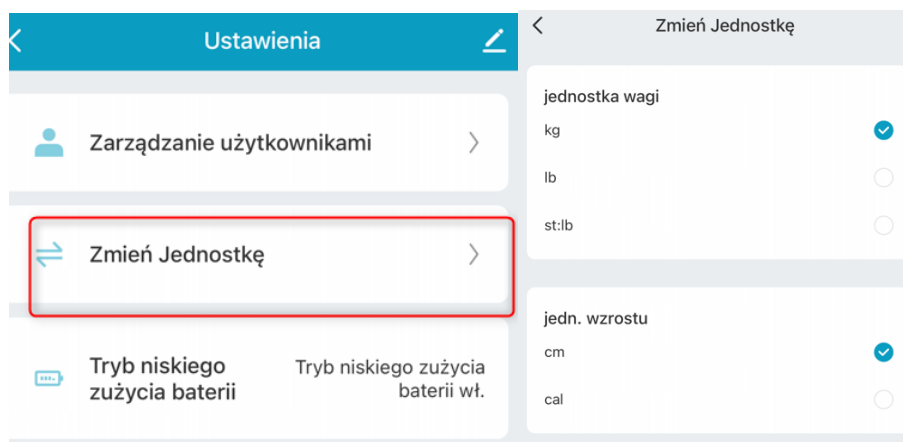 Ustawienia
Zarządzanie użytkownikami
Zmień Jednostkę
Tryb niskiego
zużycia baterii
Tryb niskiego zużycia
baterii wł.
Zmień Jednostkę
jednostka wagi
kg
lb
st:lb
jedn. wzrostu
cm
cal